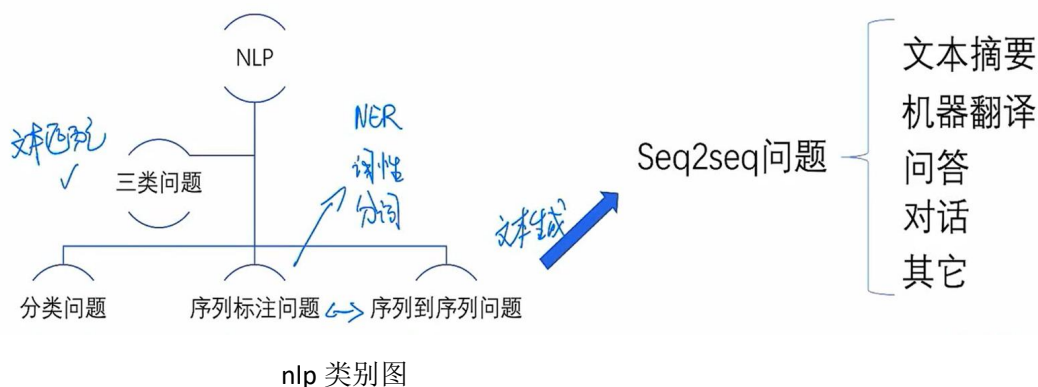 NLP
三类问题
文本匹配
NER
词性
分词
分类问题
序列标注问题
序列到序列问题
文本生成
Seq2seq问题
文本摘要
机器翻译
问答
对话
其它
nlp 类别图